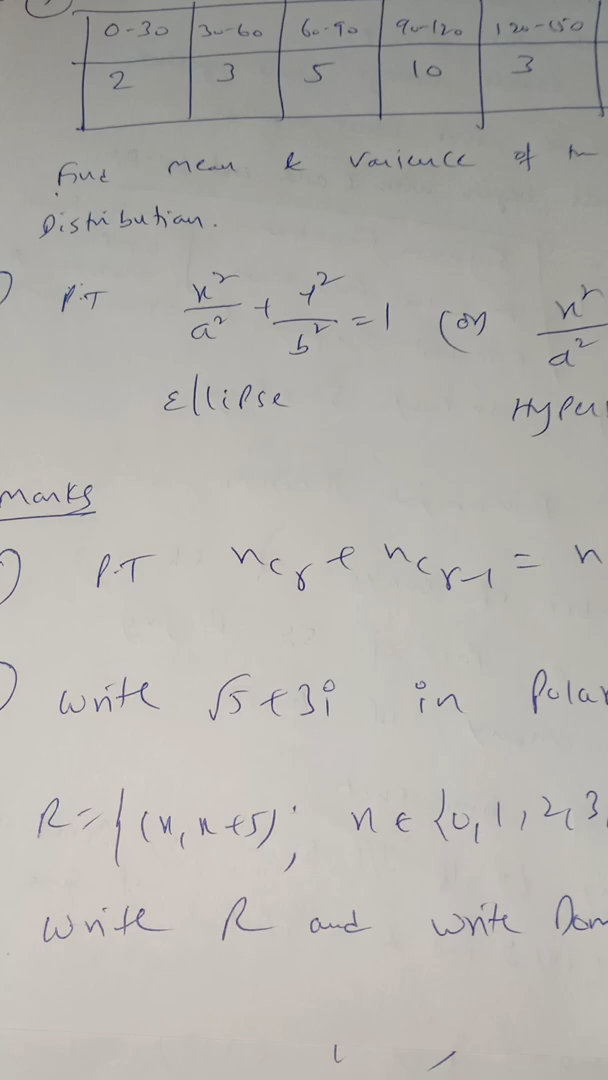 0-30 30-60 60-90 90-120 120-150
2 3 5 10 3
Find mean & varience of
Distribution.
P.T x²/a² + y²/b² = 1 (or) x²/a²
Ellipse Hyper
marks
P.T ncr + ncr-1 = n
write √5 + 3i in Polar
R = { (x, x+5) ; x ∈ {0, 1, 2, 3,
write R and write Dom